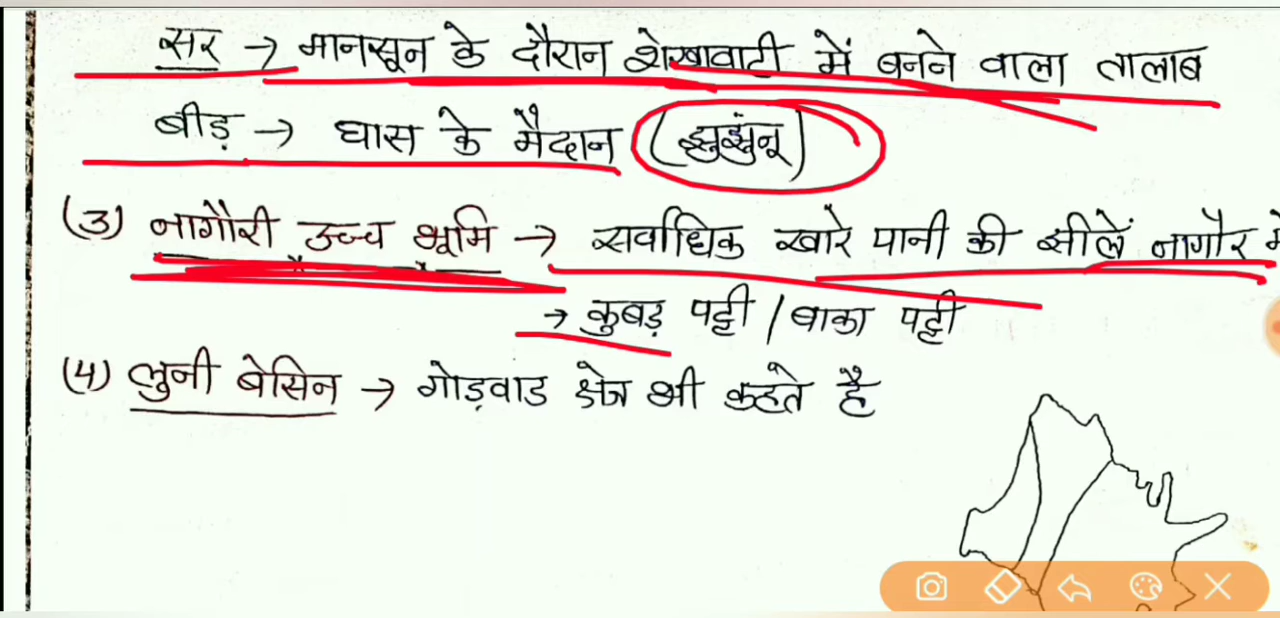 सर → मानसून के दौरान शेखावाटी में बनने वाला तालाब
बीड़ → घास के मैदान (झुझुंनू)
(3) नागौरी उच्च भूमि → सर्वाधिक खारे पानी की झीलें नागौर में
→ कुबड़ पट्टी / बाका पट्टी
(4) लुनी बेसिन → गोड़वाड क्षेत्र भी कहते है